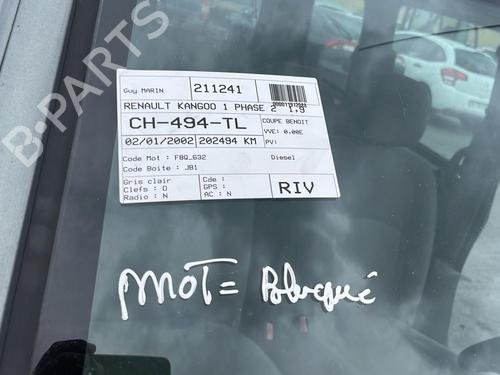 B-PARTS
Guy MARIN
211241
RENAULT KANGOO 1 PHASE 2 1,9
CH-494-TL
COUPE BENOIT
VVE: 0.00E
02/01/2002 202494 KM
PV:
Code Mot : F8Q_632
Diesel
Code Boite : JB1
Gris clair
Clefs : O
Radio : N
Cde :
GPS :
AC : N
RIV
MOT = Bloqué